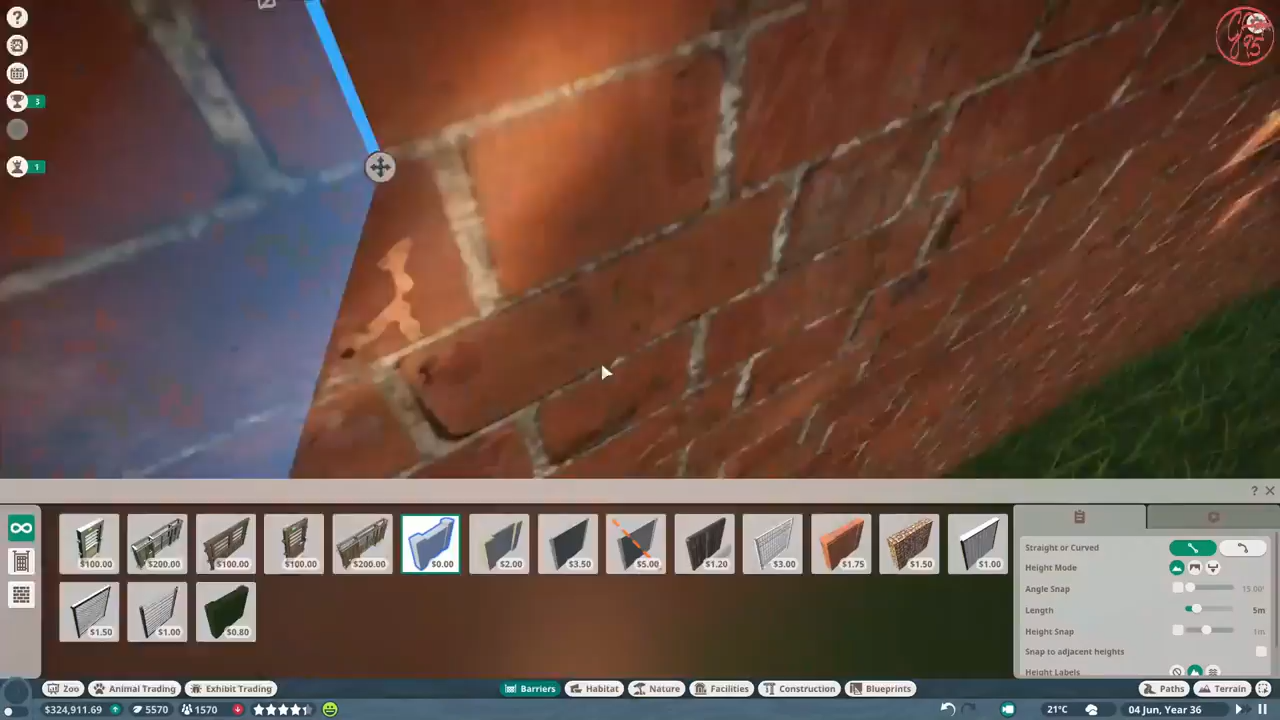 ?
GF
95
3
1
?
$100.00 $200.00 $100.00 $100.00 $200.00 $0.00 $2.00 $3.50 $5.00 $1.20 $3.00 $1.75 $1.50 $1.00
$1.50 $1.00 $0.80
Straight or Curved
Height Mode
Angle Snap 15.00°
Length 5m
Height Snap 1m
Snap to adjacent heights
Height Labels
Zoo Animal Trading Exhibit Trading Barriers Habitat Nature Facilities Construction Blueprints Paths Terrain
$324,911.69 5570 1570 21°C 04 Jun, Year 36